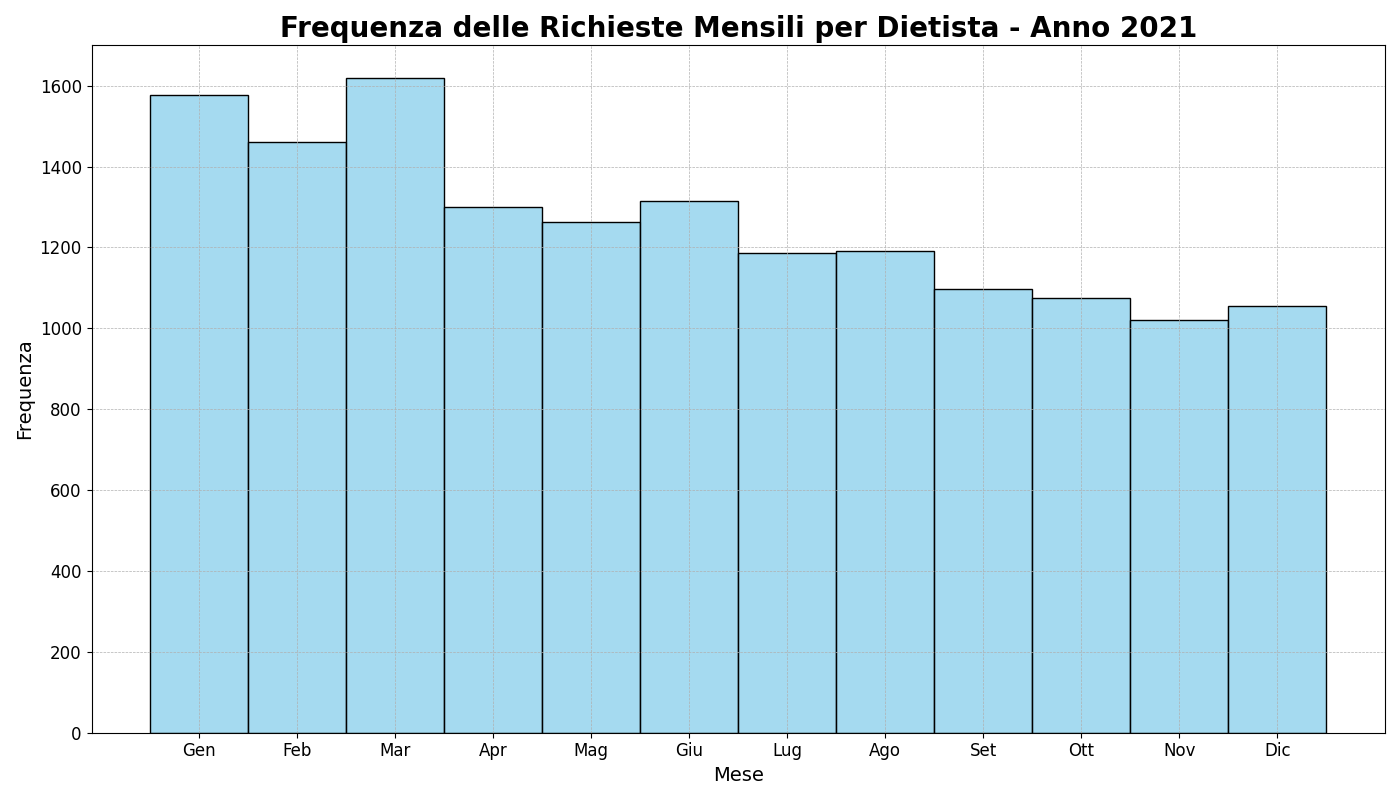 Frequenza delle Richieste Mensili per Dietista - Anno 2021
1600
1400
1200
1000
800
600
400
200
0
Frequenza
Gen Feb Mar Apr Mag Giu Lug Ago Set Ott Nov Dic
Mese